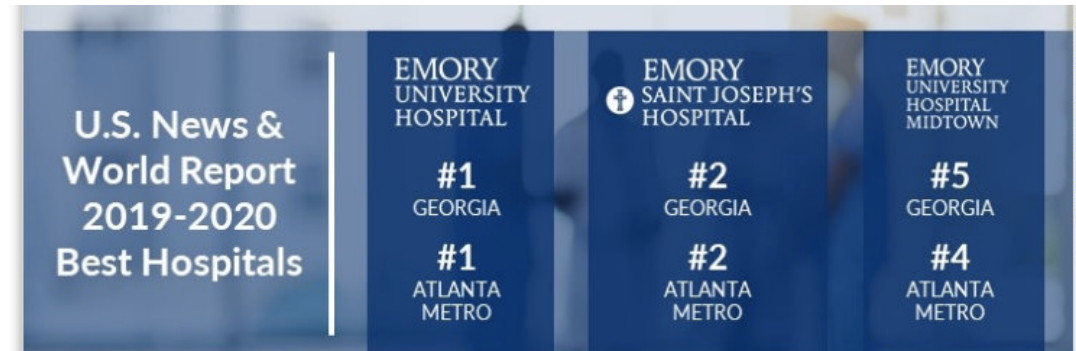 U.S. News &
World Report
2019-2020
Best Hospitals
EMORY
UNIVERSITY
HOSPITAL
#1
GEORGIA
#1
ATLANTA
METRO
EMORY
SAINT JOSEPH'S
HOSPITAL
#2
GEORGIA
#2
ATLANTA
METRO
EMORY
UNIVERSITY
HOSPITAL
MIDTOWN
#5
GEORGIA
#4
ATLANTA
METRO